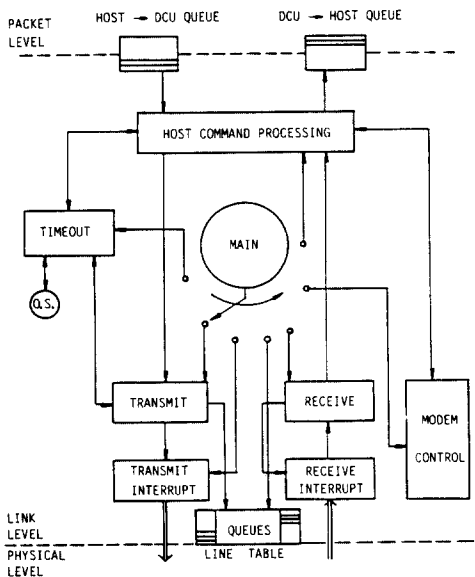 HOST → DCU QUEUE
DCU → HOST QUEUE
PACKET
LEVEL
HOST COMMAND PROCESSING
TIMEOUT
MAIN
O.S.
TRANSMIT
RECEIVE
MODEM
CONTROL
TRANSMIT
INTERRUPT
RECEIVE
INTERRUPT
LINK
LEVEL
QUEUES
PHYSICAL
LEVEL
LINE TABLE